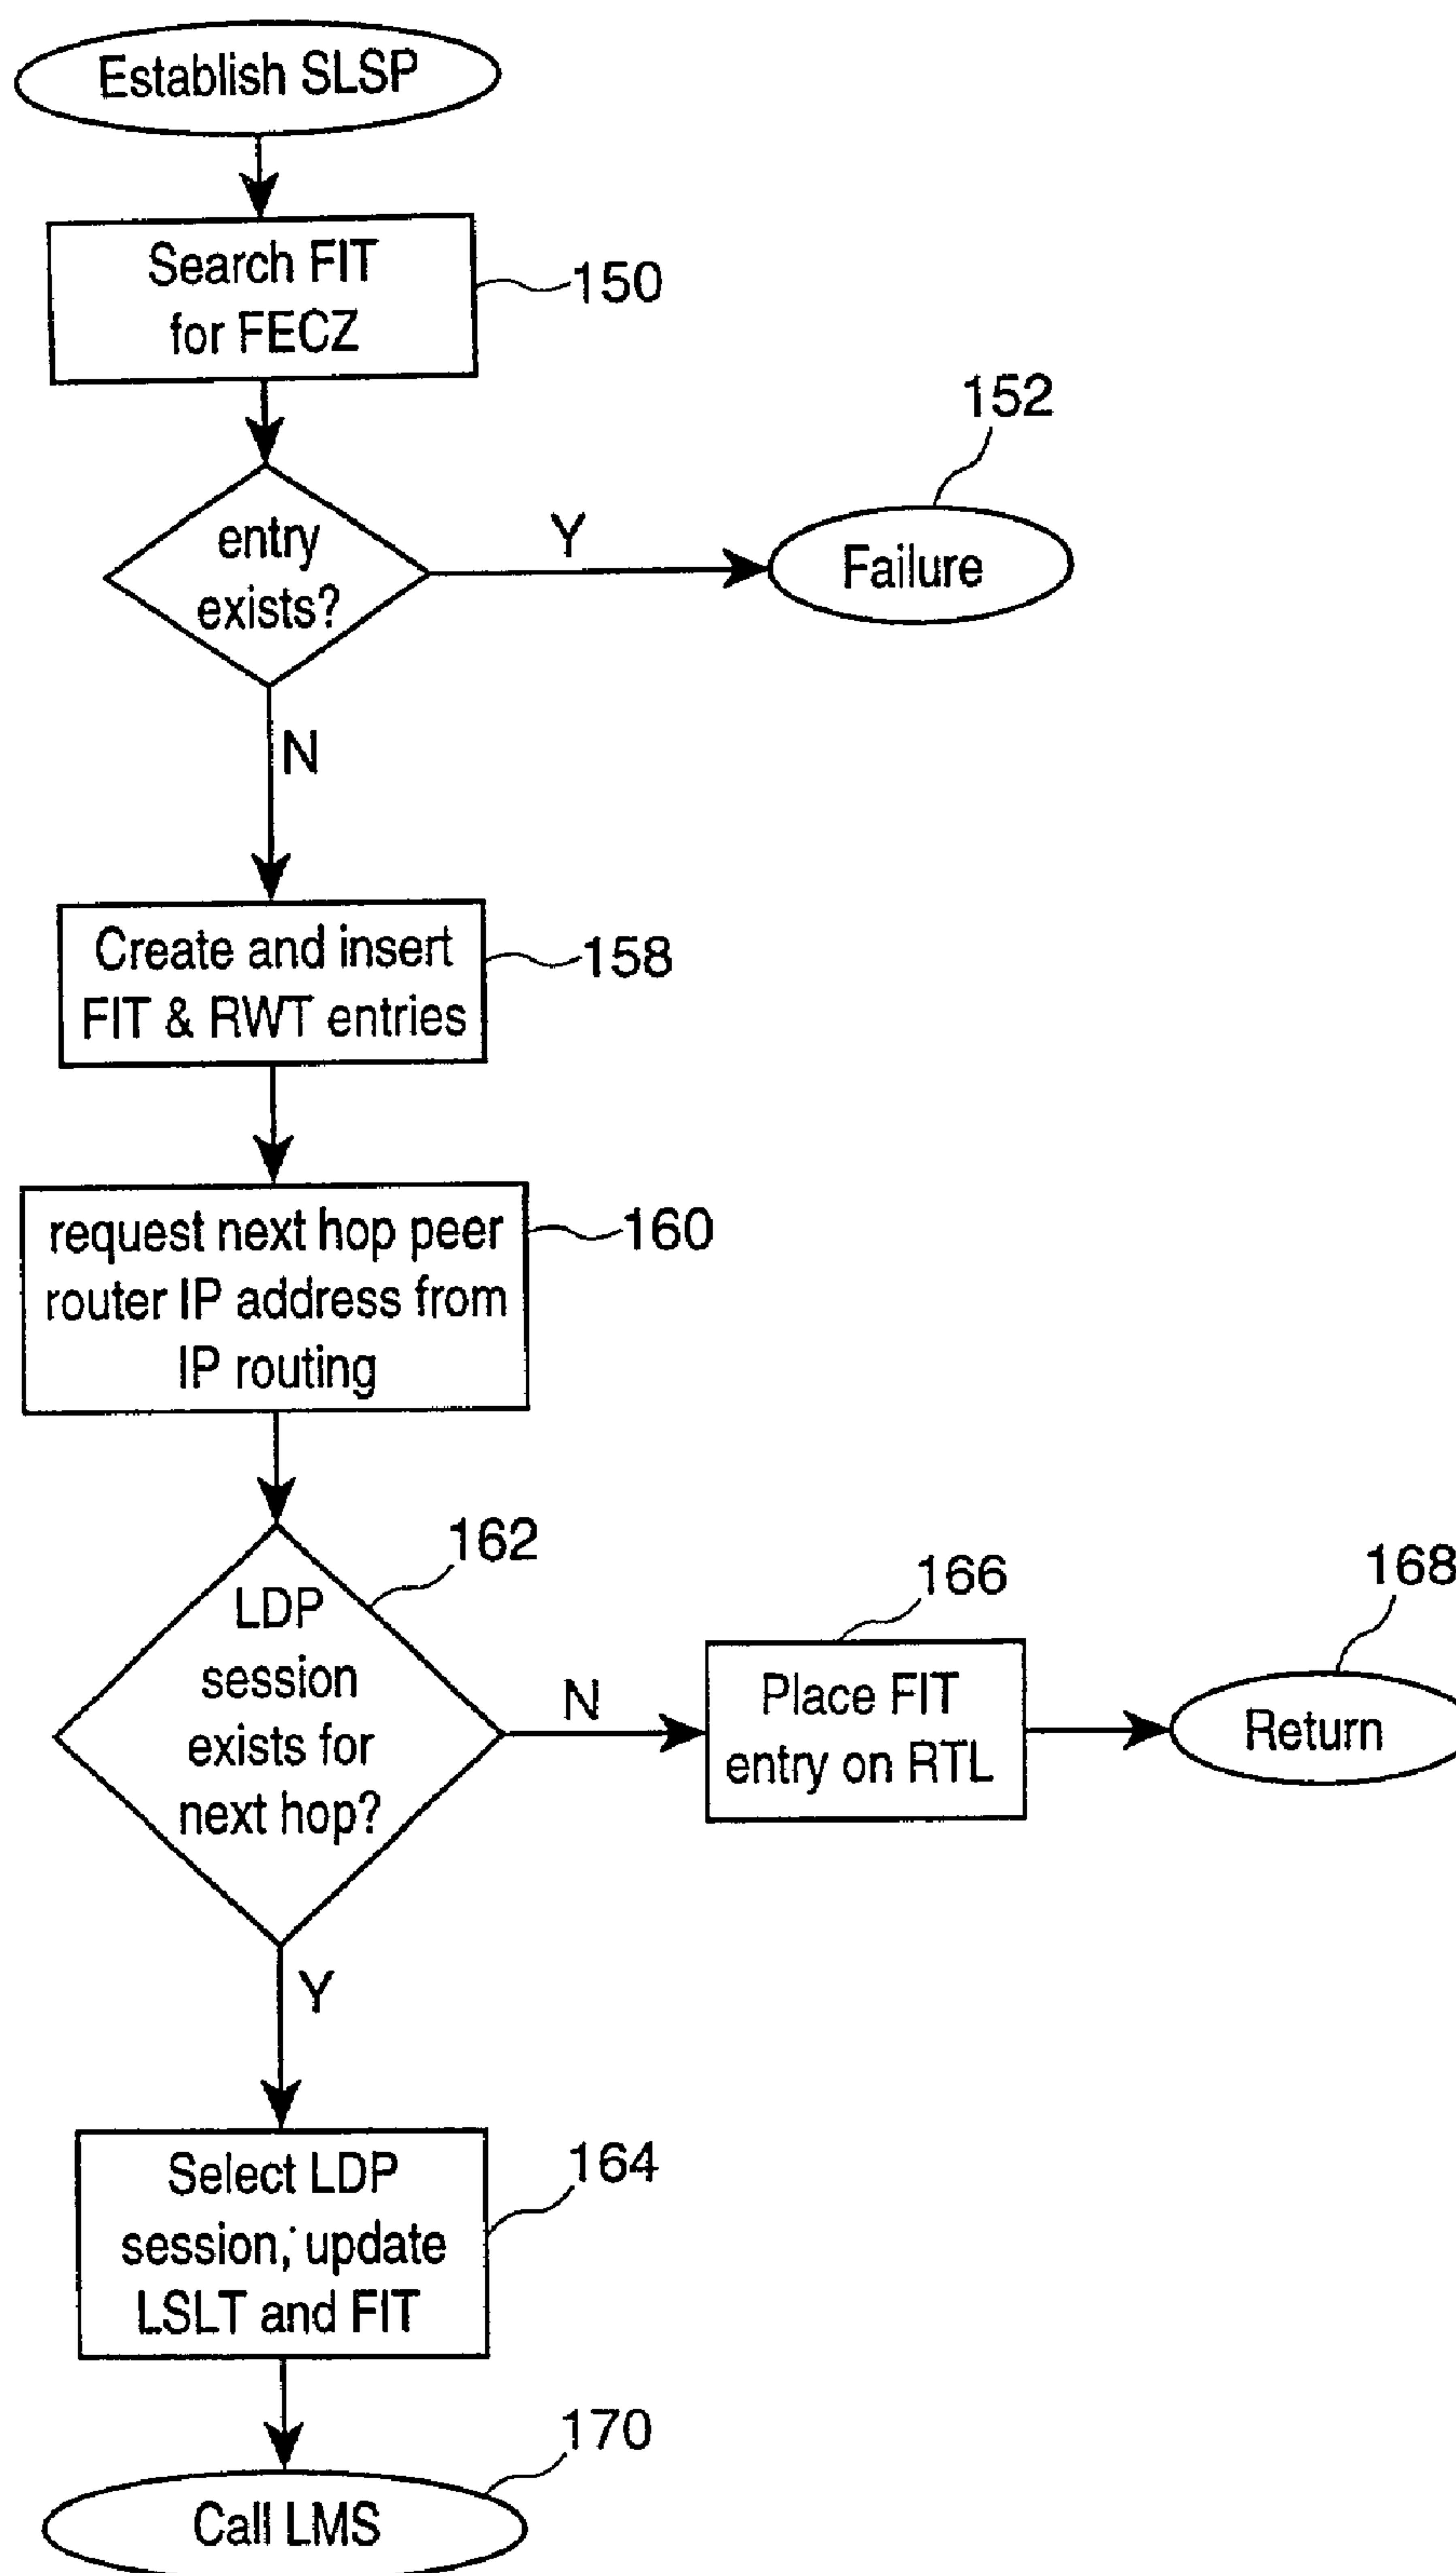 Establish SLSP
Search FIT
for FECZ
150
152
entry
exists?
Y
Failure
N
Create and insert
FIT & RWT entries
158
request next hop peer
router IP address from
IP routing
160
162
LDP
session
exists for
next hop?
N
166
Place FIT
entry on RTL
168
Return
Y
Select LDP
session; update
LSLT and FIT
164
170
Call LMS